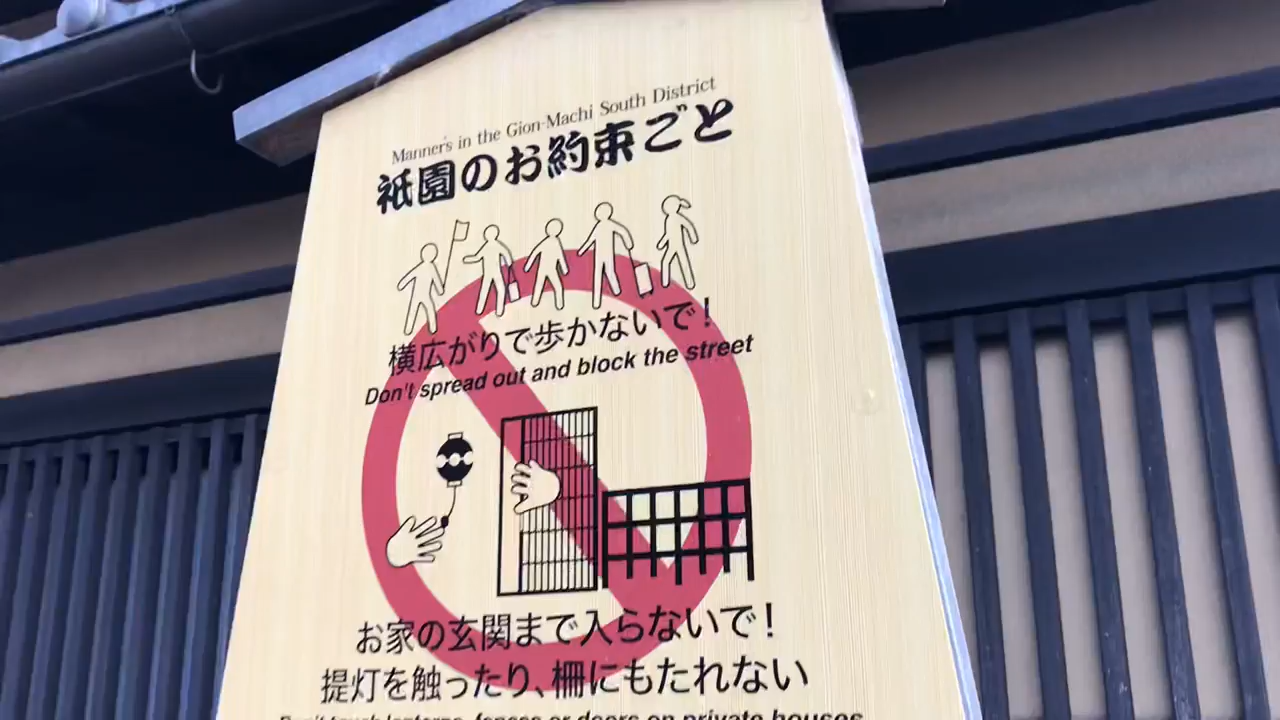 Manner's in the Gion-Machi South District
祇園のお約束ごと
横広がりで歩かないで!
Don't spread out and block the street
お家の玄関まで入らないで!
提灯を触ったり、柵にもたれない
Don't touch lanterns, fences or doors on private houses